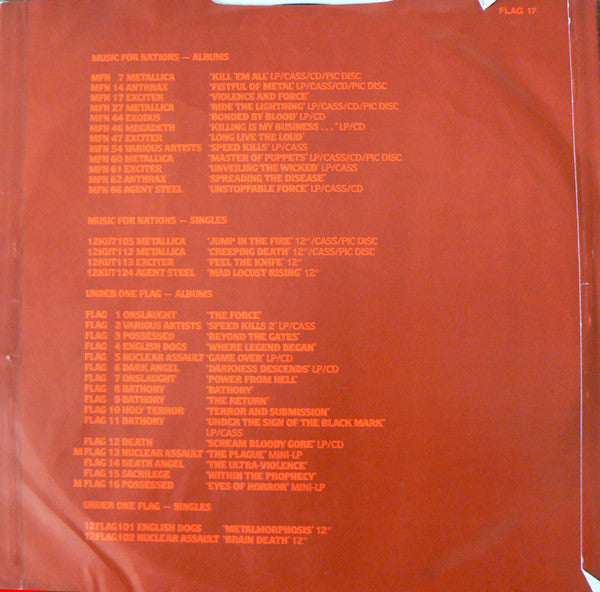 FLAG 17
MUSIC FOR NATIONS — ALBUMS
MFN 7 METALLICA 'KILL 'EM ALL' LP/CASS/CD/PIC DISC
MFN 14 ANTHRAX 'FISTFUL OF METAL' LP/CASS/CD/PIC DISC
MFN 17 EXCITER 'VIOLENCE AND FORCE'
MFN 27 METALLICA 'RIDE THE LIGHTNING' LP/CASS/CD/PIC DISC
MFN 44 EXODUS 'BONDED BY BLOOD' LP/CD
MFN 46 MEGADETH 'KILLING IS MY BUSINESS . . .' LP/CD
MFN 47 EXCITER 'LONG LIVE THE LOUD'
MFN 54 VARIOUS ARTISTS 'SPEED KILLS' LP/CASS
MFN 60 METALLICA 'MASTER OF PUPPETS' LP/CASS/CD/PIC DISC
MFN 61 EXCITER 'UNVEILING THE WICKED' LP/CASS
MFN 62 ANTHRAX 'SPREADING THE DISEASE'
MFN 66 AGENT STEEL 'UNSTOPPABLE FORCE' LP/CASS/CD
MUSIC FOR NATIONS — SINGLES
12KUT105 METALLICA 'JUMP IN THE FIRE' 12"/CASS/PIC DISC
12KUT112 METALLICA 'CREEPING DEATH' 12"/CASS/PIC DISC
12KUT113 EXCITER 'FEEL THE KNIFE' 12"
12KUT124 AGENT STEEL 'MAD LOCUST RISING' 12"
UNDER ONE FLAG — ALBUMS
FLAG 1 ONSLAUGHT 'THE FORCE'
FLAG 2 VARIOUS ARTISTS 'SPEED KILLS 2' LP/CASS
FLAG 3 POSSESSED 'BEYOND THE GATES'
FLAG 4 ENGLISH DOGS 'WHERE LEGEND BEGAN'
FLAG 5 NUCLEAR ASSAULT 'GAME OVER' LP/CD
FLAG 6 DARK ANGEL 'DARKNESS DESCENDS' LP/CD
FLAG 7 ONSLAUGHT 'POWER FROM HELL'
FLAG 8 BATHORY 'BATHORY'
FLAG 9 BATHORY 'THE RETURN'
FLAG 10 HOLY TERROR 'TERROR AND SUBMISSION'
FLAG 11 BATHORY 'UNDER THE SIGN OF THE BLACK MARK'
LP/CASS
FLAG 12 DEATH 'SCREAM BLOODY GORE' LP/CD
M FLAG 13 NUCLEAR ASSAULT 'THE PLAGUE' MINI-LP
FLAG 14 DEATH ANGEL 'THE ULTRA-VIOLENCE'
FLAG 15 SACRILEGE 'WITHIN THE PROPHECY'
M FLAG 16 POSSESSED 'EYES OF HORROR' MINI-LP
UNDER ONE FLAG — SINGLES
12FLAG101 ENGLISH DOGS 'METALMORPHOSIS' 12"
12FLAG102 NUCLEAR ASSAULT 'BRAIN DEATH' 12"